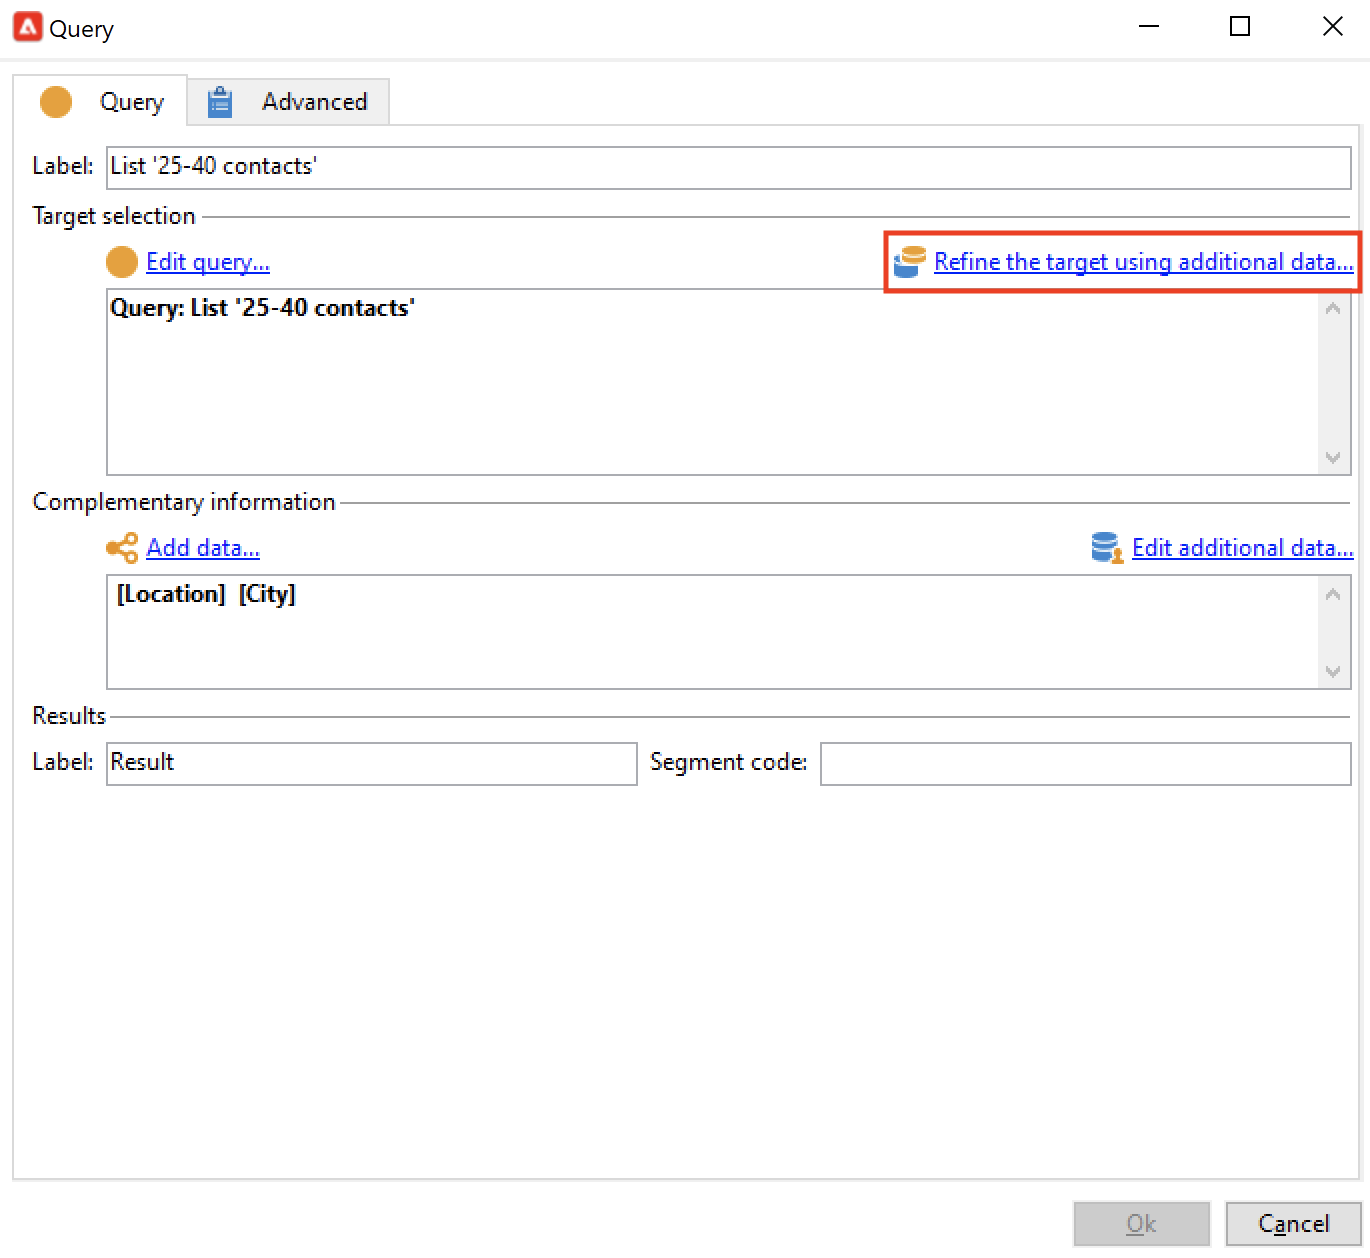 Query
Query Advanced
Label: List '25-40 contacts'
Target selection
Edit query... Refine the target using additional data...
Query: List '25-40 contacts'
Complementary information
Add data... Edit additional data...
[Location] [City]
Results
Label: Result Segment code:
Ok Cancel